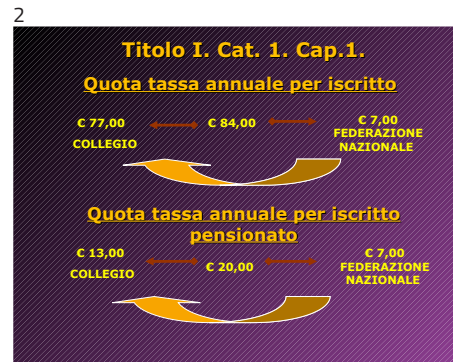 2
Titolo I. Cat. 1. Cap.1.
Quota tassa annuale per iscritto
€ 77,00
COLLEGIO
€ 84,00
€ 7,00
FEDERAZIONE
NAZIONALE
Quota tassa annuale per iscritto
pensionato
€ 13,00
COLLEGIO
€ 20,00
€ 7,00
FEDERAZIONE
NAZIONALE